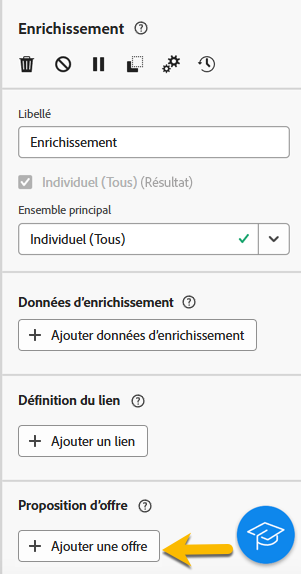 Enrichissement
Libellé
Enrichissement
Individuel (Tous) (Résultat)
Ensemble principal
Individuel (Tous)
Données d'enrichissement
Ajouter données d'enrichissement
Définition du lien
Ajouter un lien
Proposition d'offre
Ajouter une offre